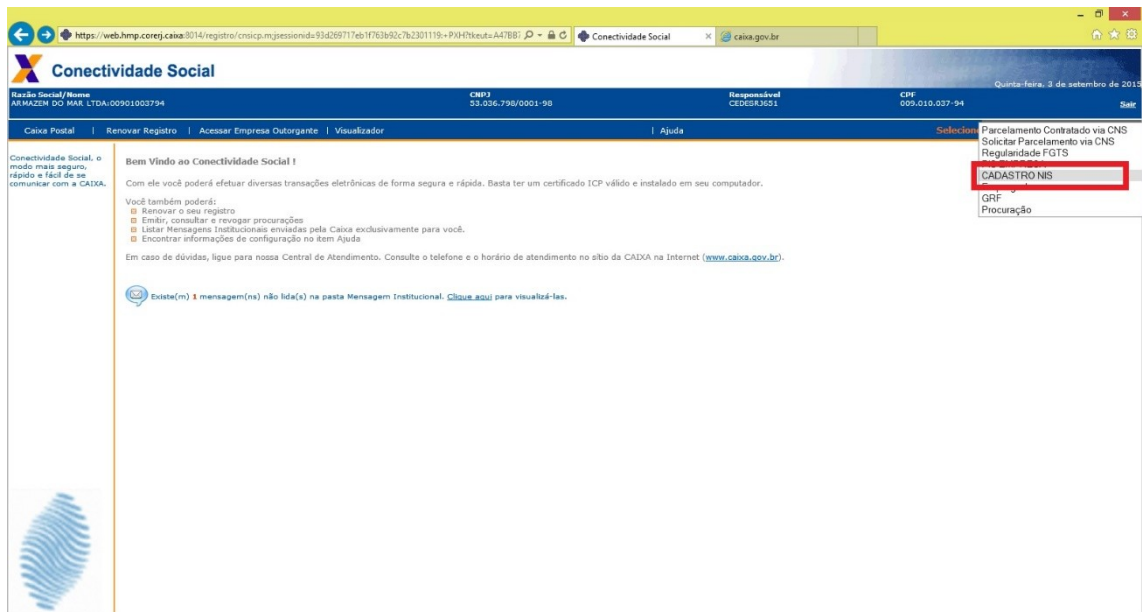 https://web.hmp.corerj.caixa:8014/registro/cnsicp.m;jsessionid=93d269717eb1f763b92c7b2301119:+PXH?tkeut=A47BB
Conectividade Social
caixa.gov.br
Conectividade Social
Quinta-feira, 3 de setembro de 2015
Razão Social/Nome CNPJ Responsável CPF
ARMAZEM DO MAR LTDA:00901003794 53.036.798/0001-98 CEDESRJ651 009.010.037-94 Sair
Caixa Postal | Renovar Registro | Acessar Empresa Outorgante | Visualizador | Ajuda
Parcelamento Contratado via CNS
Solicitar Parcelamento via CNS
Regularidade FGTS
PIS EMPRESA
CADASTRO NIS
GRF
Procuração
Conectividade Social, o
modo mais seguro,
rápido e fácil de se
comunicar com a CAIXA.
Bem Vindo ao Conectividade Social !
Com ele você poderá efetuar diversas transações eletrônicas de forma segura e rápida. Basta ter um certificado ICP válido e instalado em seu computador.
Você também poderá:
Renovar o seu registro
Emitir, consultar e revogar procurações
Listar Mensagens Institucionais enviadas pela Caixa exclusivamente para você.
Encontrar informações de configuração no item Ajuda
Em caso de dúvidas, ligue para nossa Central de Atendimento. Consulte o telefone e o horário de atendimento no sítio da CAIXA na Internet (www.caixa.gov.br).
Existe(m) 1 mensagem(ns) não lida(s) na pasta Mensagem Institucional. Clique aqui para visualizá-las.